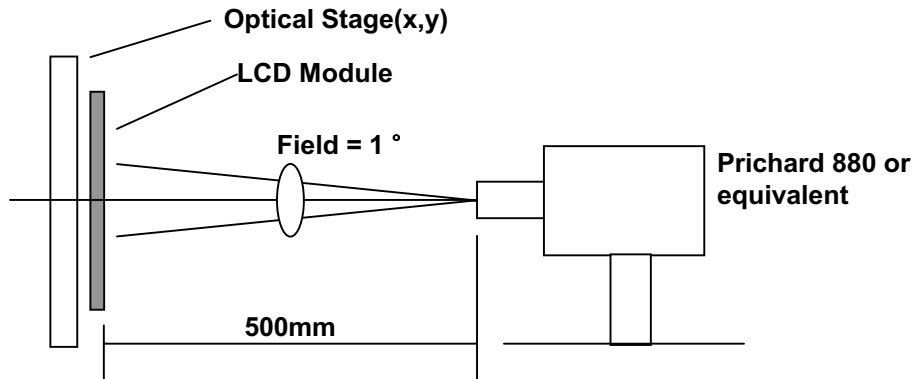 Optical Stage(x,y)
LCD Module
Field = 1 °
Prichard 880 or
equivalent
500mm